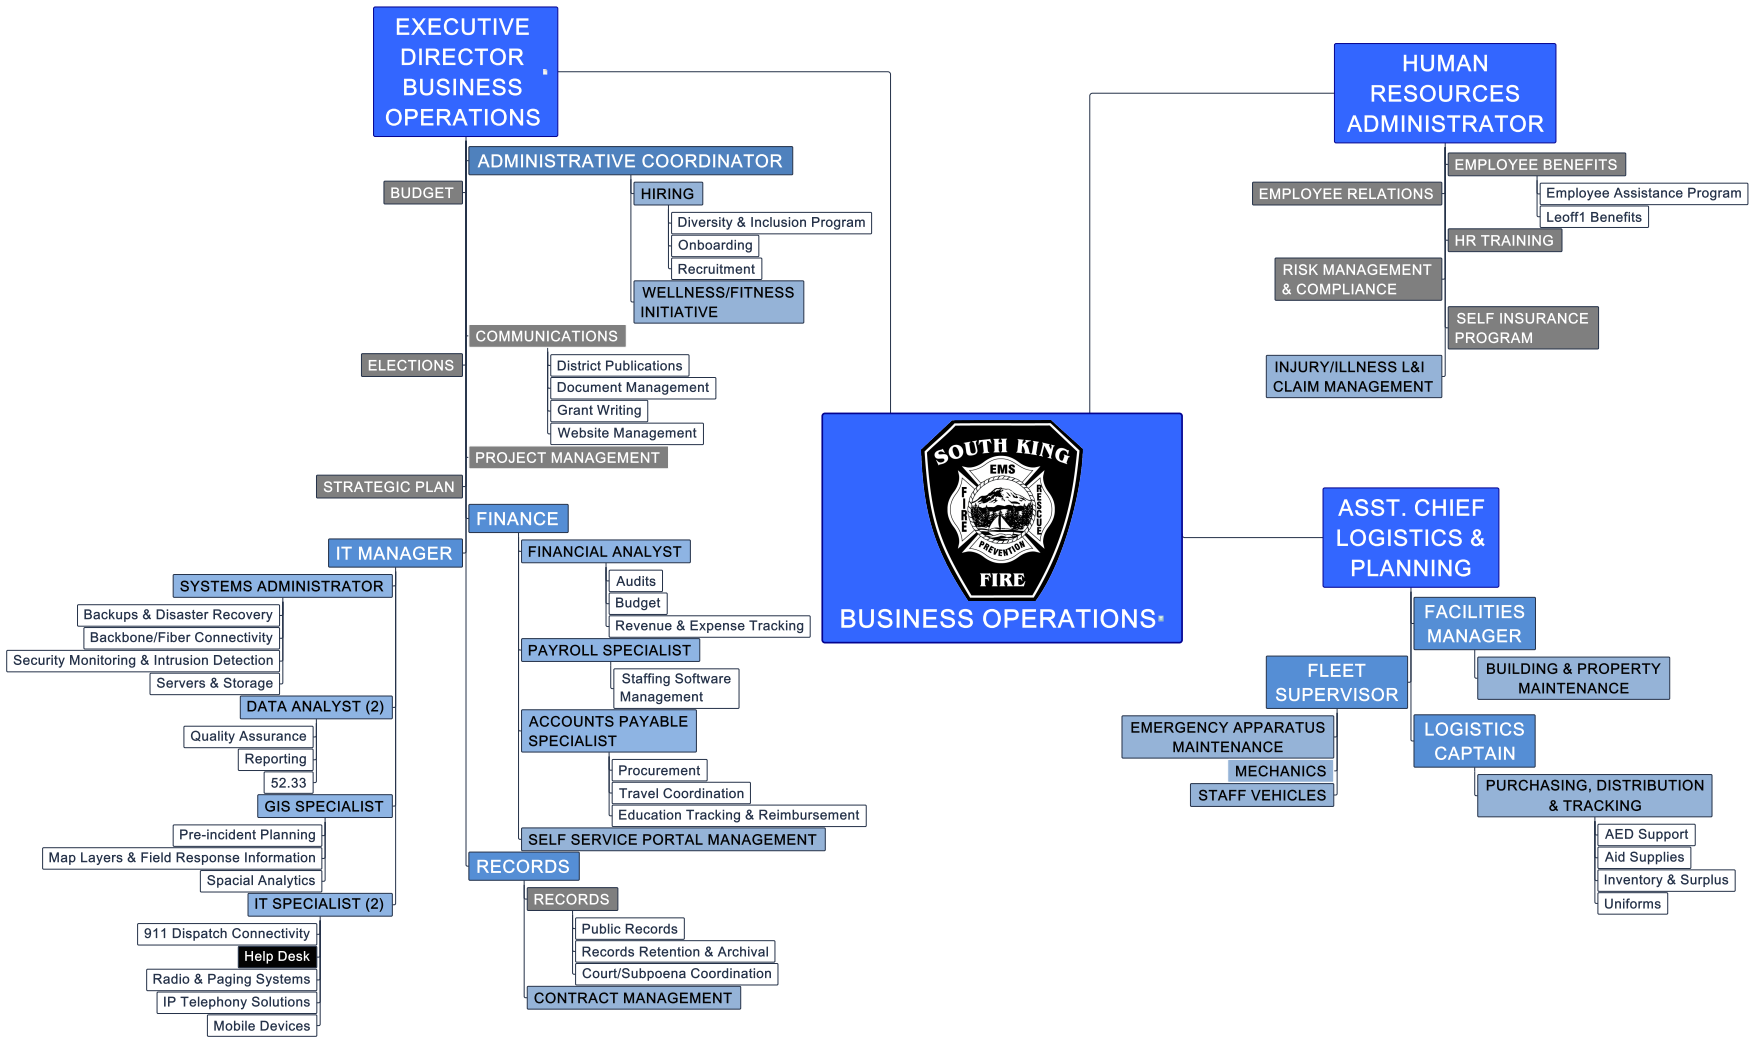 EXECUTIVE
DIRECTOR
BUSINESS
OPERATIONS
ADMINISTRATIVE COORDINATOR
BUDGET
HIRING
Diversity & Inclusion Program
Onboarding
Recruitment
WELLNESS/FITNESS
INITIATIVE
COMMUNICATIONS
ELECTIONS
District Publications
Document Management
Grant Writing
Website Management
PROJECT MANAGEMENT
STRATEGIC PLAN
FINANCE
FINANCIAL ANALYST
Audits
Budget
Revenue & Expense Tracking
PAYROLL SPECIALIST
Staffing Software
Management
ACCOUNTS PAYABLE
SPECIALIST
Procurement
Travel Coordination
Education Tracking & Reimbursement
SELF SERVICE PORTAL MANAGEMENT
IT MANAGER
SYSTEMS ADMINISTRATOR
Backups & Disaster Recovery
Backbone/Fiber Connectivity
Security Monitoring & Intrusion Detection
Servers & Storage
DATA ANALYST (2)
Quality Assurance
Reporting
52.33
GIS SPECIALIST
Pre-incident Planning
Map Layers & Field Response Information
Spacial Analytics
IT SPECIALIST (2)
911 Dispatch Connectivity
Help Desk
Radio & Paging Systems
IP Telephony Solutions
Mobile Devices
RECORDS
RECORDS
Public Records
Records Retention & Archival
Court/Subpoena Coordination
CONTRACT MANAGEMENT
SOUTH KING
EMS
FIRE
RESCUE
PREVENTION
FIRE
BUSINESS OPERATIONS
HUMAN
RESOURCES
ADMINISTRATOR
EMPLOYEE BENEFITS
EMPLOYEE RELATIONS
Employee Assistance Program
Leoff1 Benefits
HR TRAINING
RISK MANAGEMENT
& COMPLIANCE
SELF INSURANCE
PROGRAM
INJURY/ILLNESS L&I
CLAIM MANAGEMENT
ASST. CHIEF
LOGISTICS &
PLANNING
FACILITIES
MANAGER
BUILDING & PROPERTY
MAINTENANCE
FLEET
SUPERVISOR
EMERGENCY APPARATUS
MAINTENANCE
MECHANICS
STAFF VEHICLES
LOGISTICS
CAPTAIN
PURCHASING, DISTRIBUTION
& TRACKING
AED Support
Aid Supplies
Inventory & Surplus
Uniforms